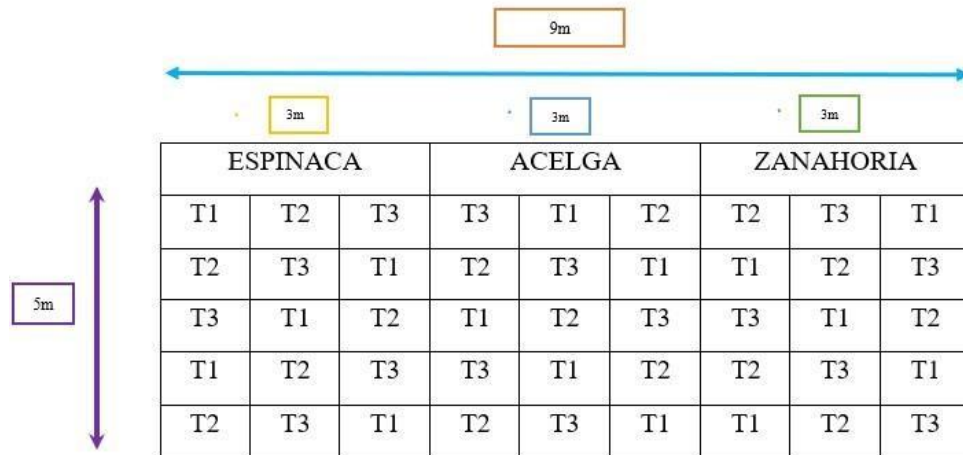 9m
3m 3m 3m
ESPINACA ACELGA ZANAHORIA
T1 T2 T3 T3 T1 T2 T2 T3 T1
T2 T3 T1 T2 T3 T1 T1 T2 T3
5m
T3 T1 T2 T1 T2 T3 T3 T1 T2
T1 T2 T3 T3 T1 T2 T2 T3 T1
T2 T3 T1 T2 T3 T1 T1 T2 T3